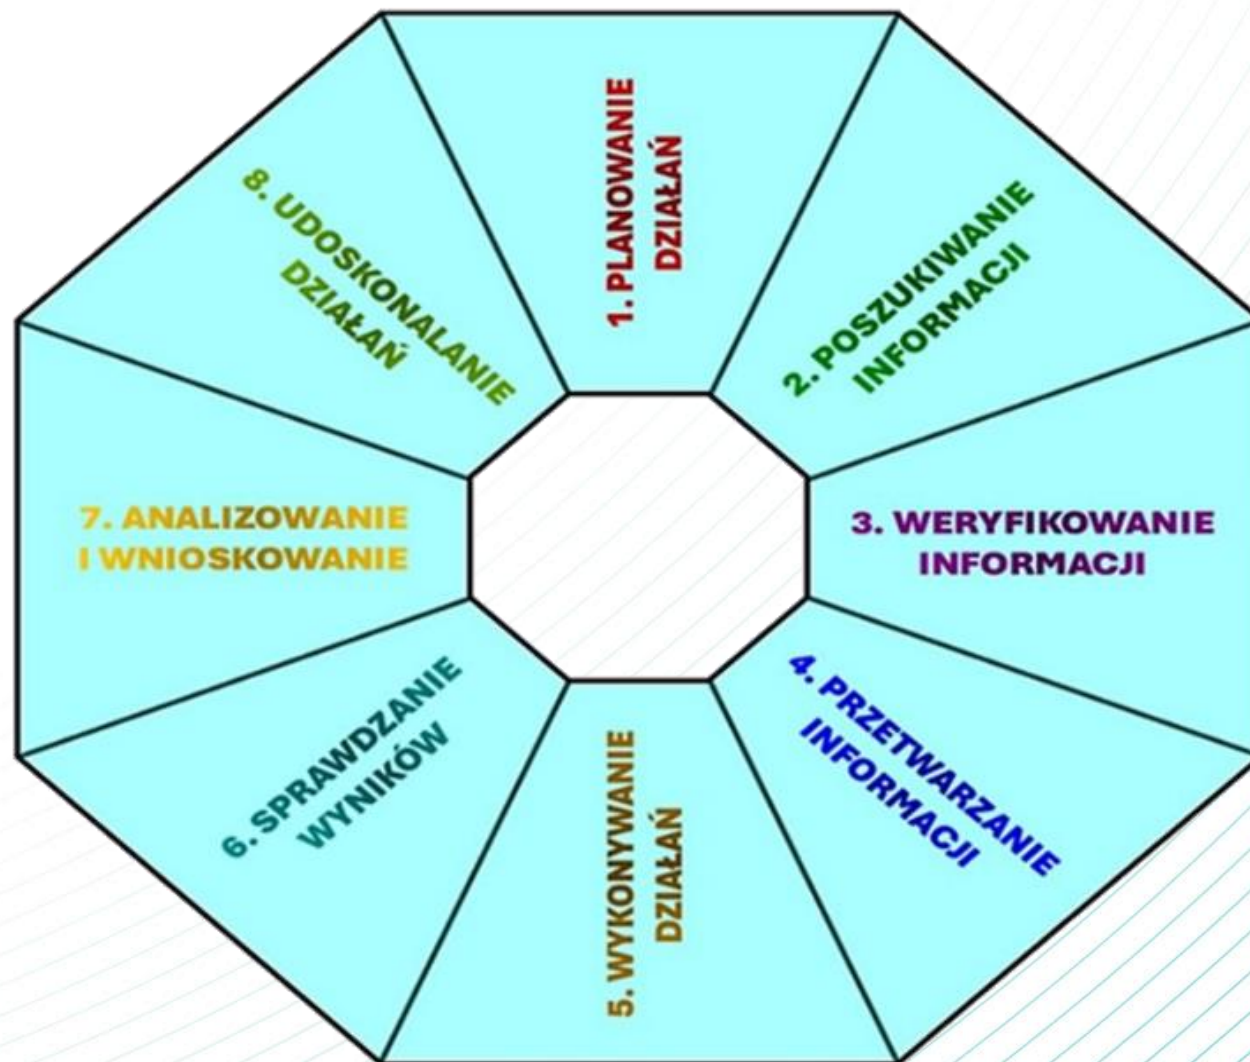 1. PLANOWANIE
DZIAŁAŃ
2. POSZUKIWANIE
INFORMACJI
3. WERYFIKOWANIE
INFORMACJI
4. PRZETWARZANIE
INFORMACJI
5. WYKONYWANIE
DZIAŁAŃ
6. SPRAWDZANIE
WYNIKÓW
7. ANALIZOWANIE
I WNIOSKOWANIE
8. UDOSKONALANIE
DZIAŁAŃ